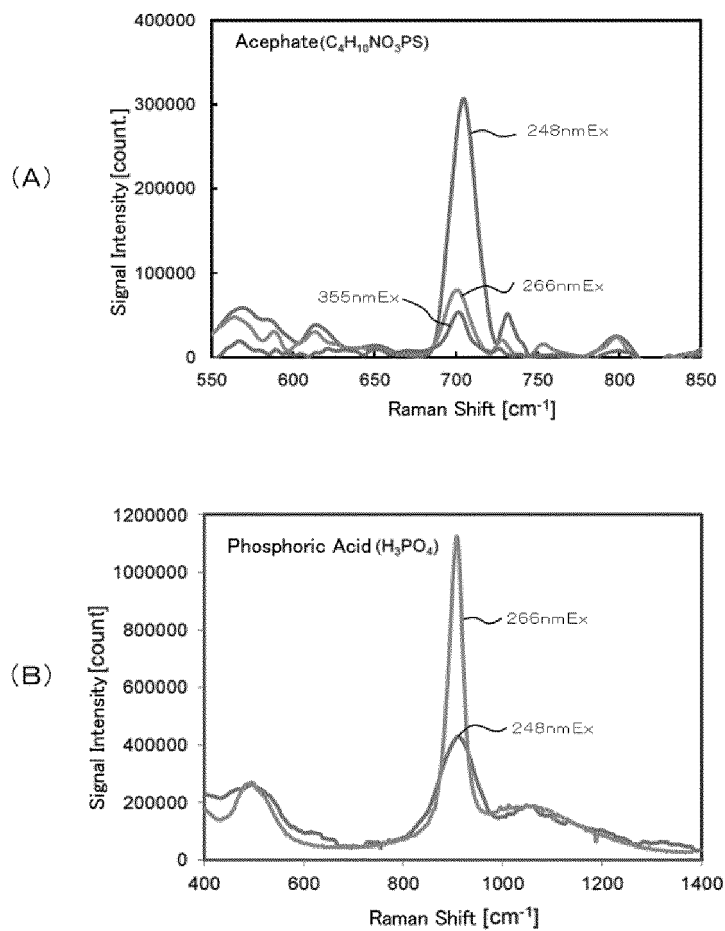 (A)
Acephate(C₄H₁₀NO₃PS)
Signal Intensity [count.]
400000
300000
200000
100000
0
248nmEx
355nmEx
266nmEx
550 600 650 700 750 800 850
Raman Shift [cm⁻¹]
(B)
Phosphoric Acid(H₃PO₄)
Signal Intensity [count]
1200000
1000000
800000
600000
400000
200000
0
266nmEx
248nmEx
400 600 800 1000 1200 1400
Raman Shift [cm⁻¹]